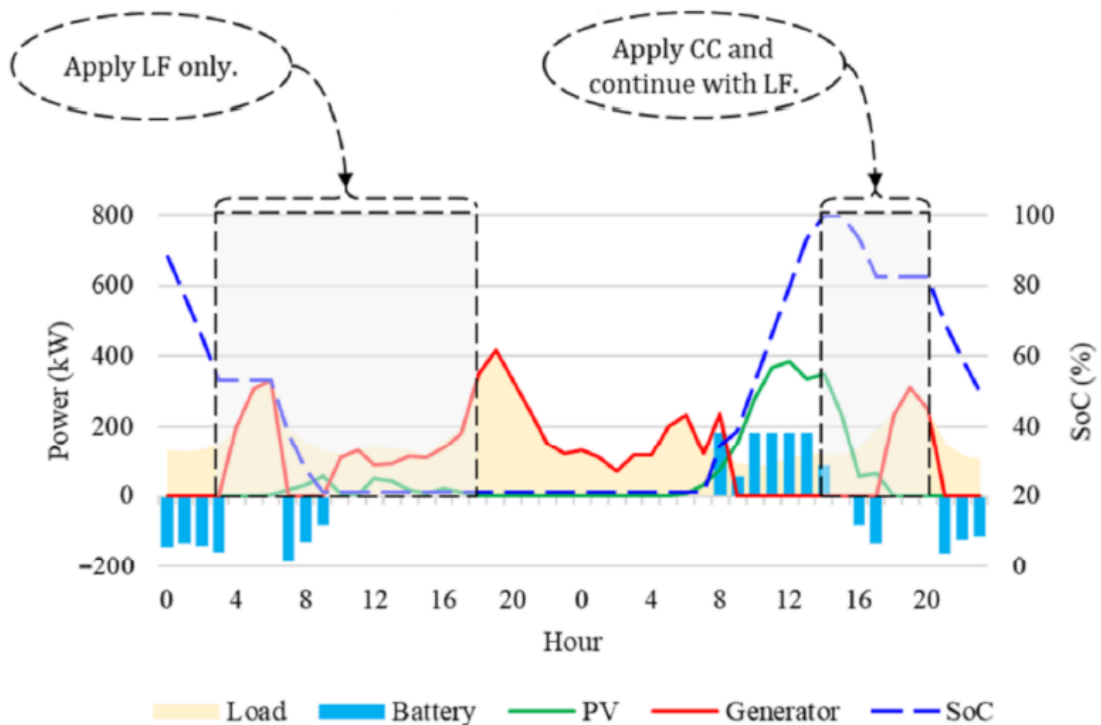 Apply LF only.
Apply CC and
continue with LF.
800
600
400
200
0
−200
Power (kW)
100
80
60
40
20
0
SoC (%)
0 4 8 12 16 20 0 4 8 12 16 20
Hour
Load Battery PV Generator SoC